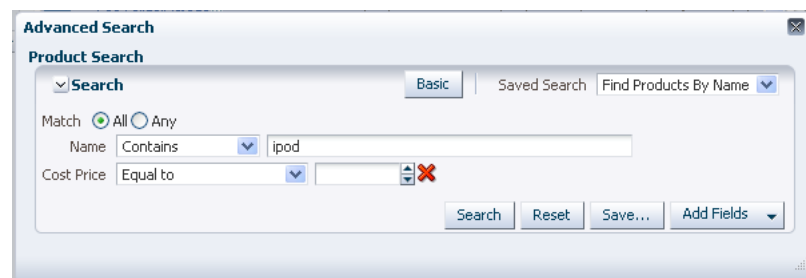 Advanced Search
Product Search
Search Basic Saved Search Find Products By Name
Match All Any
Name Contains ipod
Cost Price Equal to
Search Reset Save... Add Fields